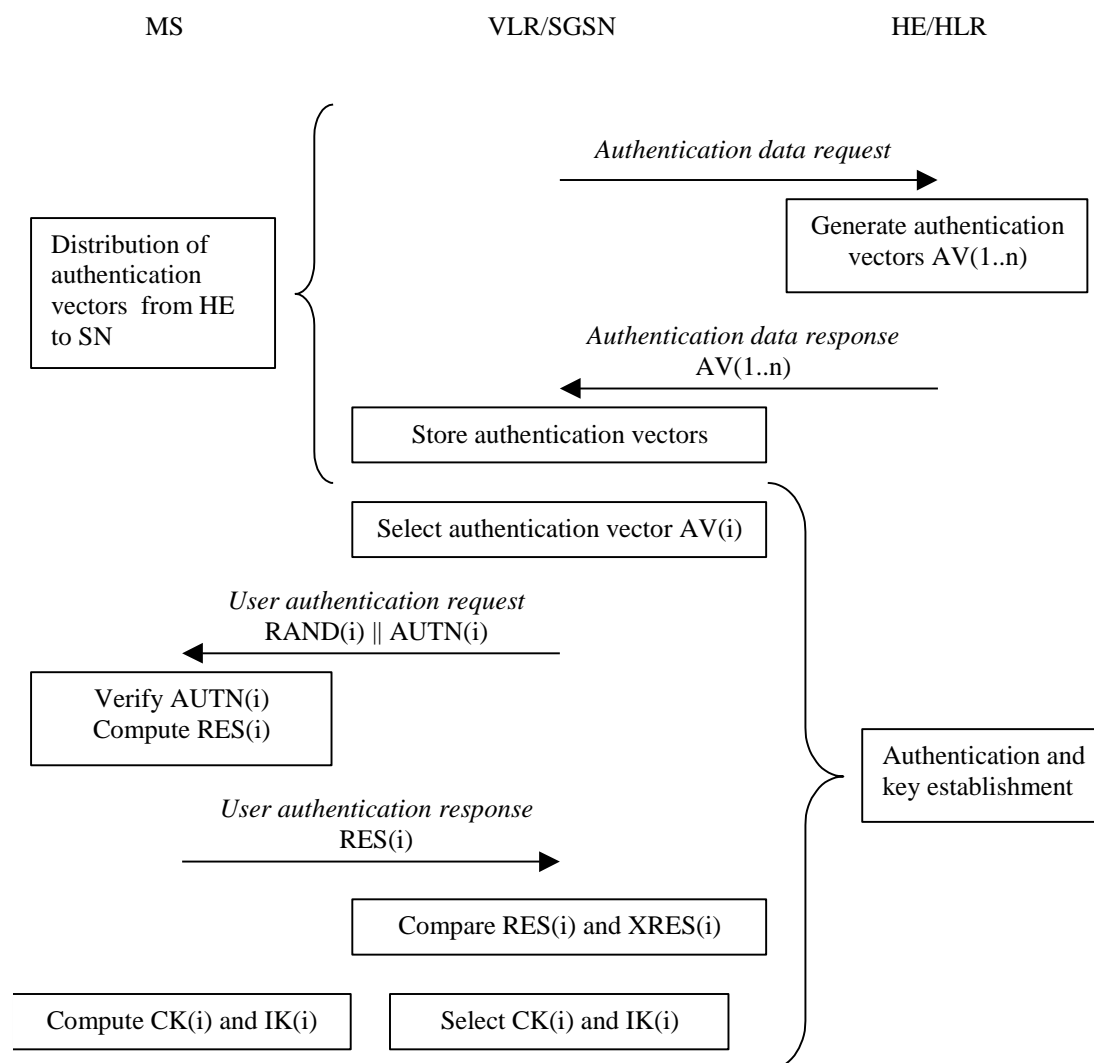 MS
VLR/SGSN
HE/HLR
Authentication data request
Generate authentication
vectors AV(1..n)
Distribution of
authentication
vectors from HE
to SN
Authentication data response
AV(1..n)
Store authentication vectors
Select authentication vector AV(i)
User authentication request
RAND(i) || AUTN(i)
Verify AUTN(i)
Compute RES(i)
Authentication and
key establishment
User authentication response
RES(i)
Compare RES(i) and XRES(i)
Compute CK(i) and IK(i)
Select CK(i) and IK(i)